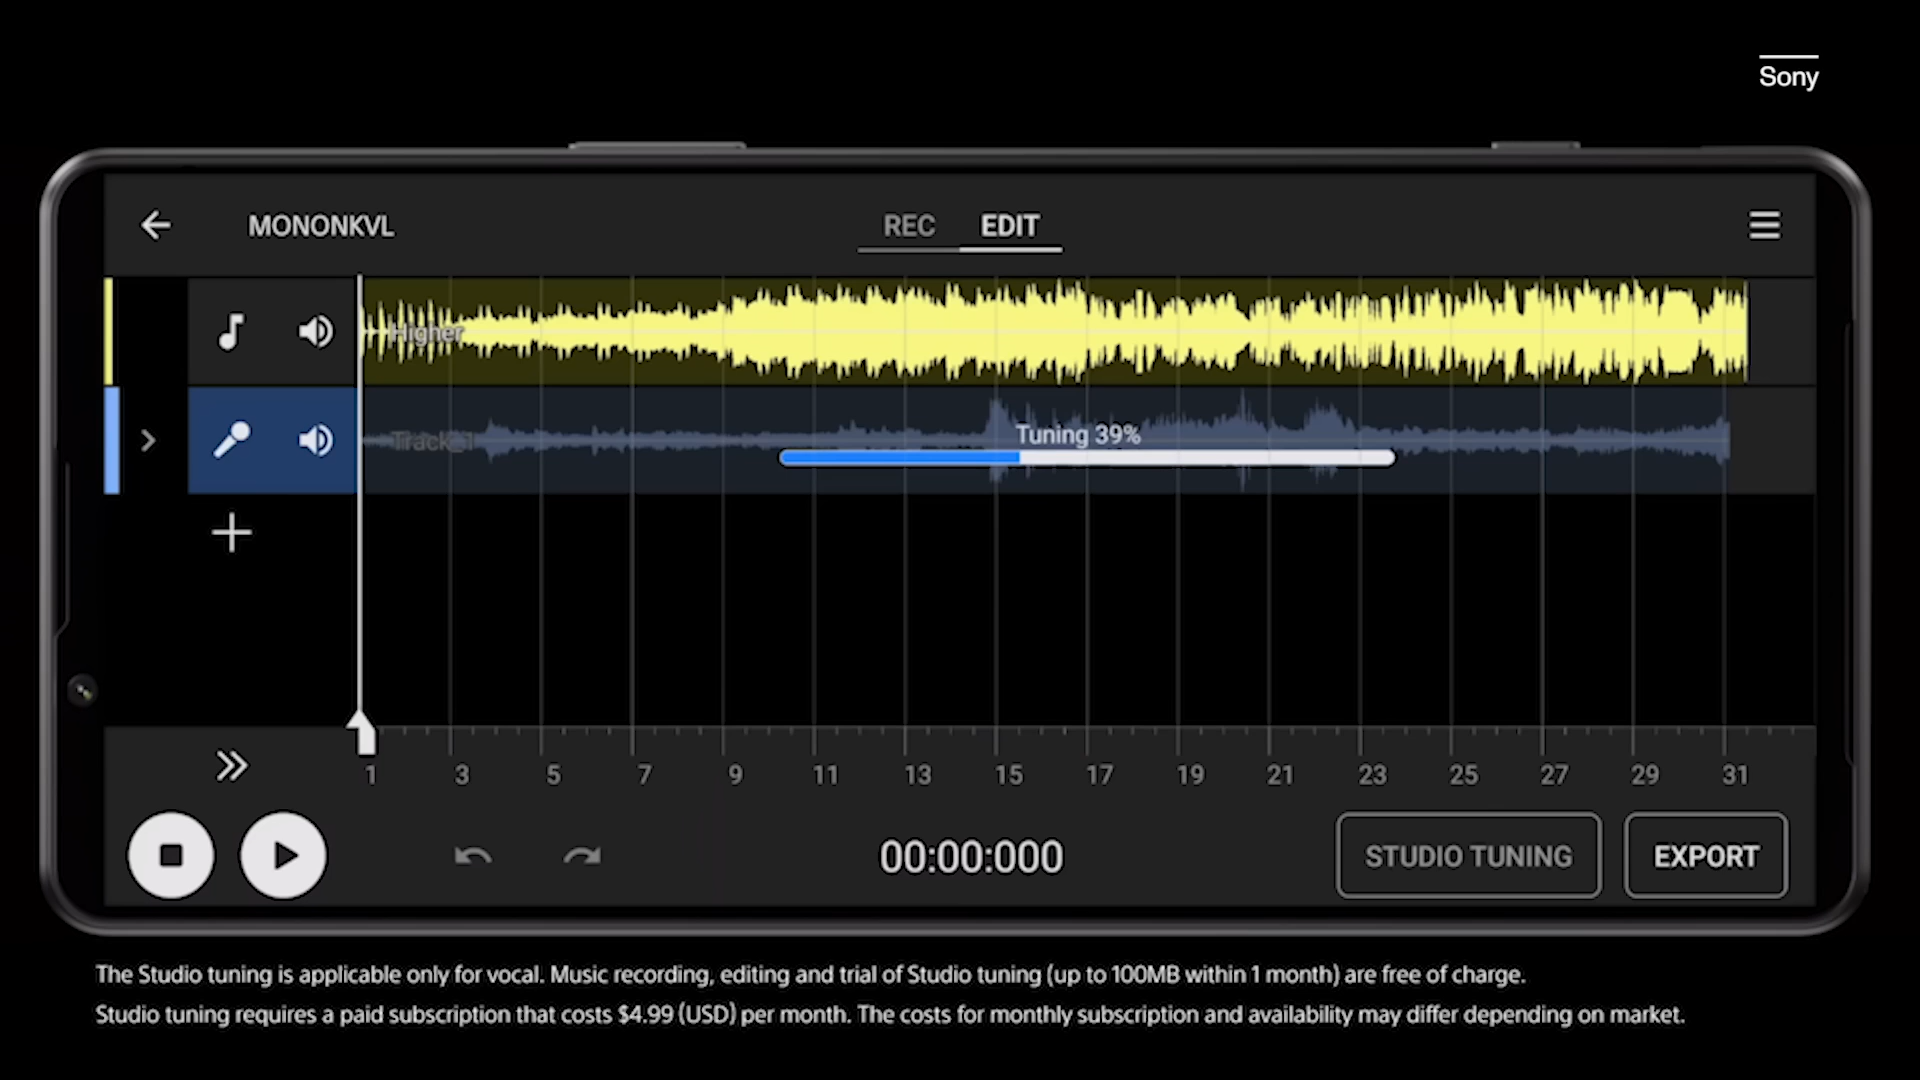 Sony
MONONKVL
REC EDIT
Higher
Track_1
Tuning 39%
1 3 5 7 9 11 13 15 17 19 21 23 25 27 29 31
00:00:000
STUDIO TUNING
EXPORT
The Studio tuning is applicable only for vocal. Music recording, editing and trial of Studio tuning (up to 100MB within 1 month) are free of charge.
Studio tuning requires a paid subscription that costs $4.99 (USD) per month. The costs for monthly subscription and availability may differ depending on market.